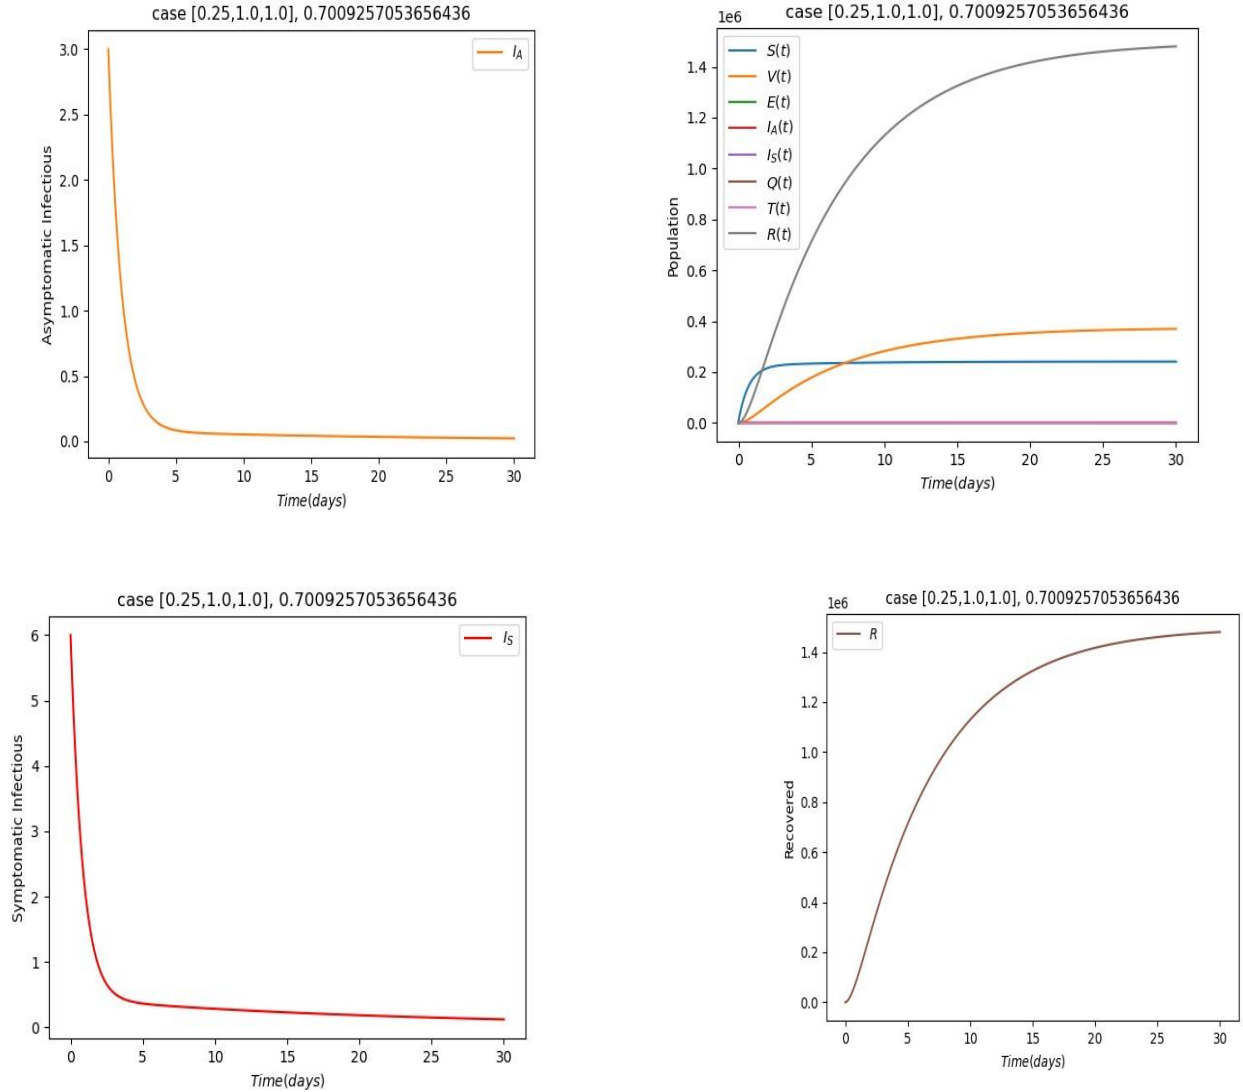 case [0.25,1.0,1.0], 0.7009257053656436
I_A
3.0
2.5
2.0
1.5
1.0
0.5
0.0
Asymptomatic Infectious
0 5 10 15 20 25 30
Time(days)
case [0.25,1.0,1.0], 0.7009257053656436
1e6
S(t)
V(t)
E(t)
I_A(t)
I_S(t)
Q(t)
T(t)
R(t)
1.4
1.2
1.0
0.8
0.6
0.4
0.2
0.0
Population
0 5 10 15 20 25 30
Time(days)
case [0.25,1.0,1.0], 0.7009257053656436
I_S
6
5
4
3
2
1
0
Symptomatic Infectious
0 5 10 15 20 25 30
Time(days)
case [0.25,1.0,1.0], 0.7009257053656436
1e6
R
1.4
1.2
1.0
0.8
0.6
0.4
0.2
0.0
Recovered
0 5 10 15 20 25 30
Time(days)